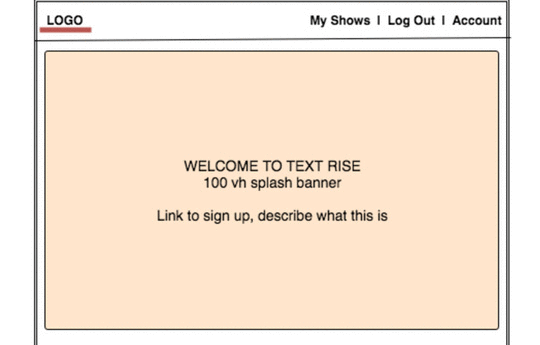 LOGO
My Shows | Log Out | Account
WELCOME TO TEXT RISE
100 vh splash banner
Link to sign up, describe what this is